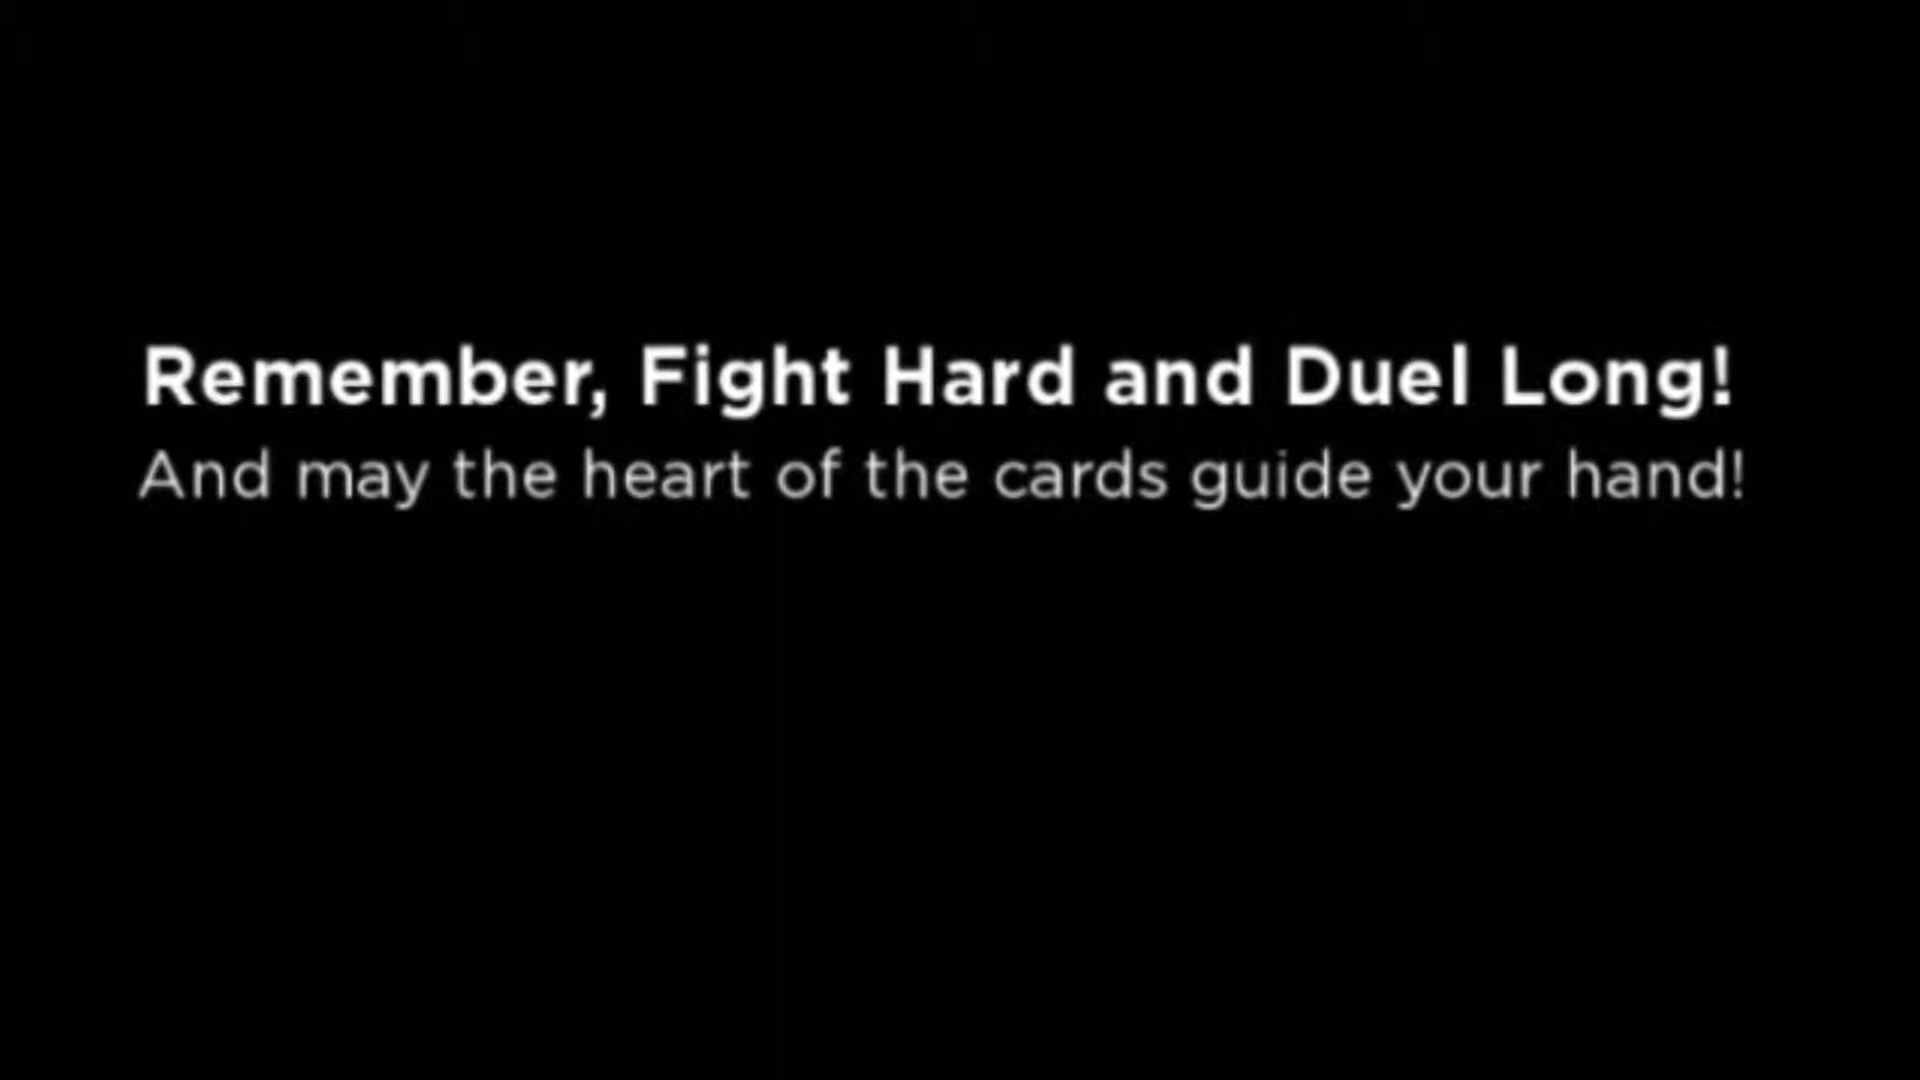 Remember, Fight Hard and Duel Long!
And may the heart of the cards guide your hand!